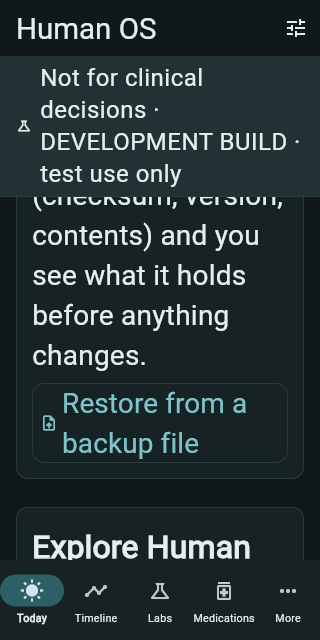 Human OS
Not for clinical
decisions ·
DEVELOPMENT BUILD ·
test use only
(checksum, version,
contents) and you
see what it holds
before anything
changes.
Restore from a
backup file
Explore Human
Today
Timeline
Labs
Medications
More